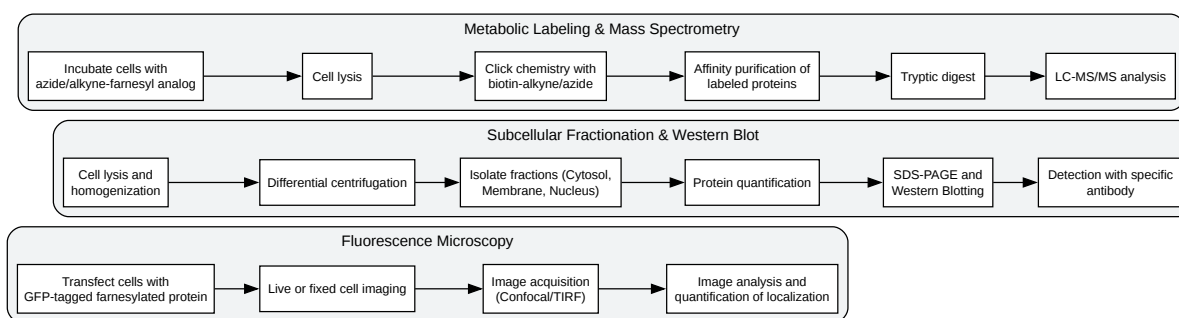 Metabolic Labeling & Mass Spectrometry
Incubate cells with
azide/alkyne-farnesyl analog
Cell lysis
Click chemistry with
biotin-alkyne/azide
Affinity purification of
labeled proteins
Tryptic digest
LC-MS/MS analysis
Subcellular Fractionation & Western Blot
Cell lysis and
homogenization
Differential centrifugation
Isolate fractions (Cytosol,
Membrane, Nucleus)
Protein quantification
SDS-PAGE and
Western Blotting
Detection with specific
antibody
Fluorescence Microscopy
Transfect cells with
GFP-tagged farnesylated protein
Live or fixed cell imaging
Image acquisition
(Confocal/TIRF)
Image analysis and
quantification of localization